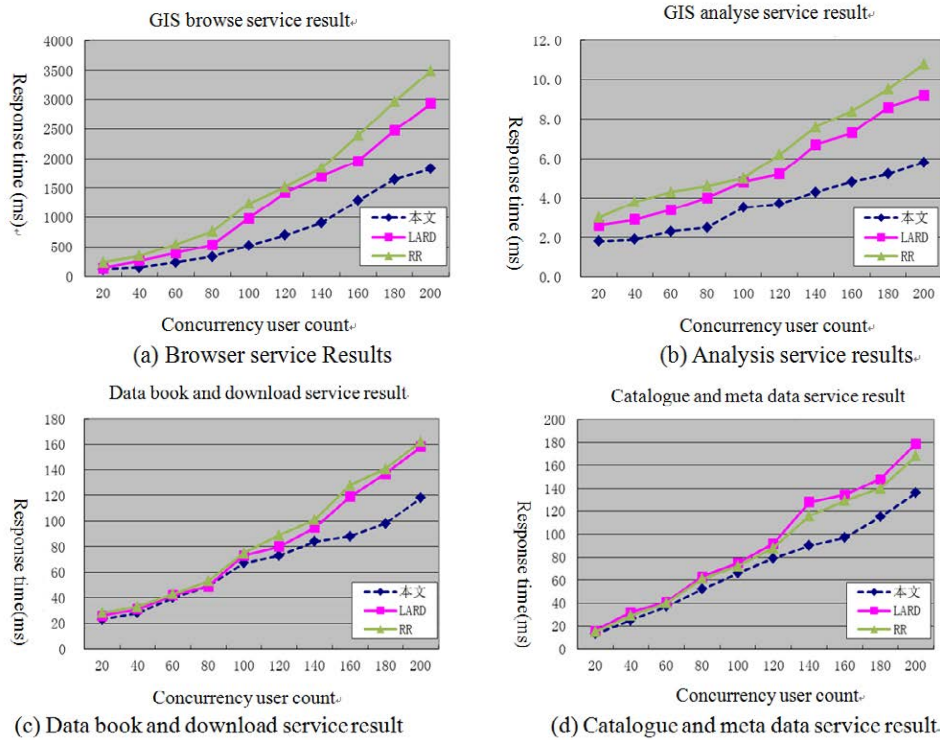 GIS browse service result
Response time (ms)
4000
3500
3000
2500
2000
1500
1000
500
0
本文
LARD
RR
20 40 60 80 100 120 140 160 180 200
Concurrency user count
(a) Browser service Results
GIS analyse service result
Response time (ms)
12.0
10.0
8.0
6.0
4.0
2.0
0.0
本文
LARD
RR
20 40 60 80 100 120 140 160 180 200
Concurrency user count
(b) Analysis service results
Data book and download service result
Response time(ms)
180
160
140
120
100
80
60
40
20
0
本文
LARD
RR
20 40 60 80 100 120 140 160 180 200
Concurrency user count
(c) Data book and download service result
Catalogue and meta data service result
Response time(ms)
200
180
160
140
120
100
80
60
40
20
0
本文
LARD
RR
20 40 60 80 100 120 140 160 180 200
Concurrency user count
(d) Catalogue and meta data service result